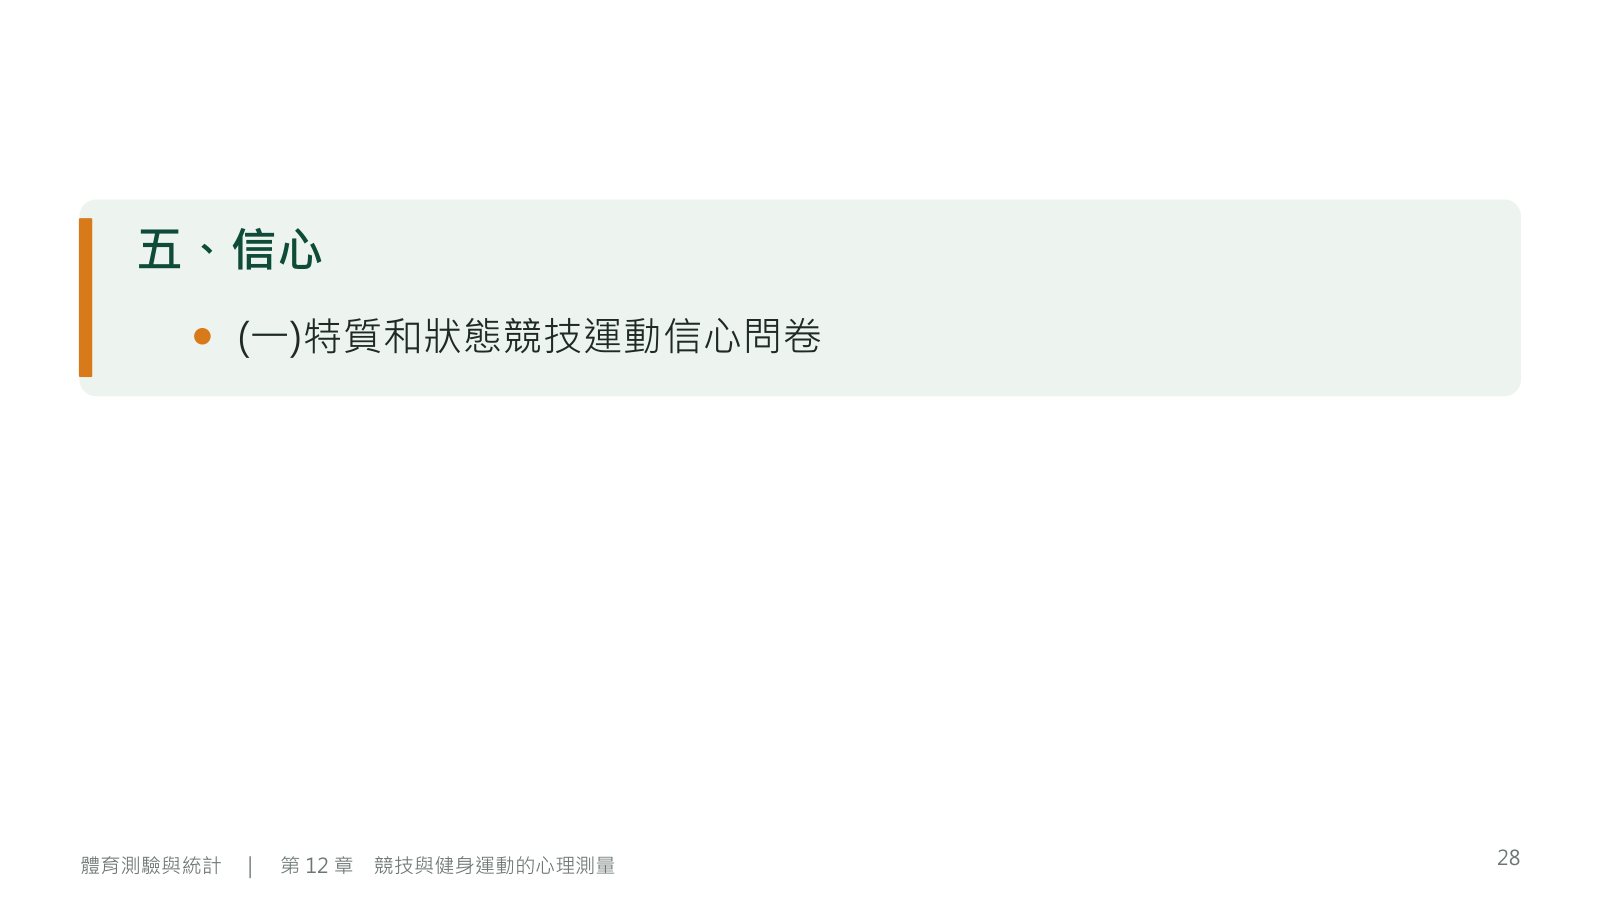 五、信心
(一)特質和狀態競技運動信心問卷
體育測驗與統計 | 第 12 章 競技與健身運動的心理測量
28